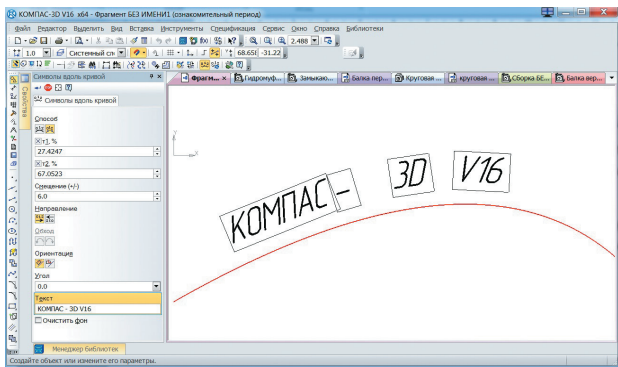 КОМПАС-3D V16 x64 - Фрагмент БЕЗ ИМЕНИ1 (ознакомительный период)
Файл Редактор Выделить Вид Вставка Инструменты Спецификация Сервис Окно Справка Библиотеки
2.488
1.0 Системный сл 68.658 -31.22
Символы вдоль кривой
Фрагм... Гидромуф... Замыкаю... Балка пер... Круговая ... круговая ... Сборка БЕ... Балка вер...
Свойства
Символы вдоль кривой
Способ
т1, %
27.4247
т2, %
67.0523
Смещение (+/-)
6.0
Направление
Обход
Ориентация
Угол
0.0
Текст
КОМПАС - 3D V16
Очистить фон
Y
X
КОМПАС - 3D V16
Менеджер библиотек
Создайте объект или измените его параметры.